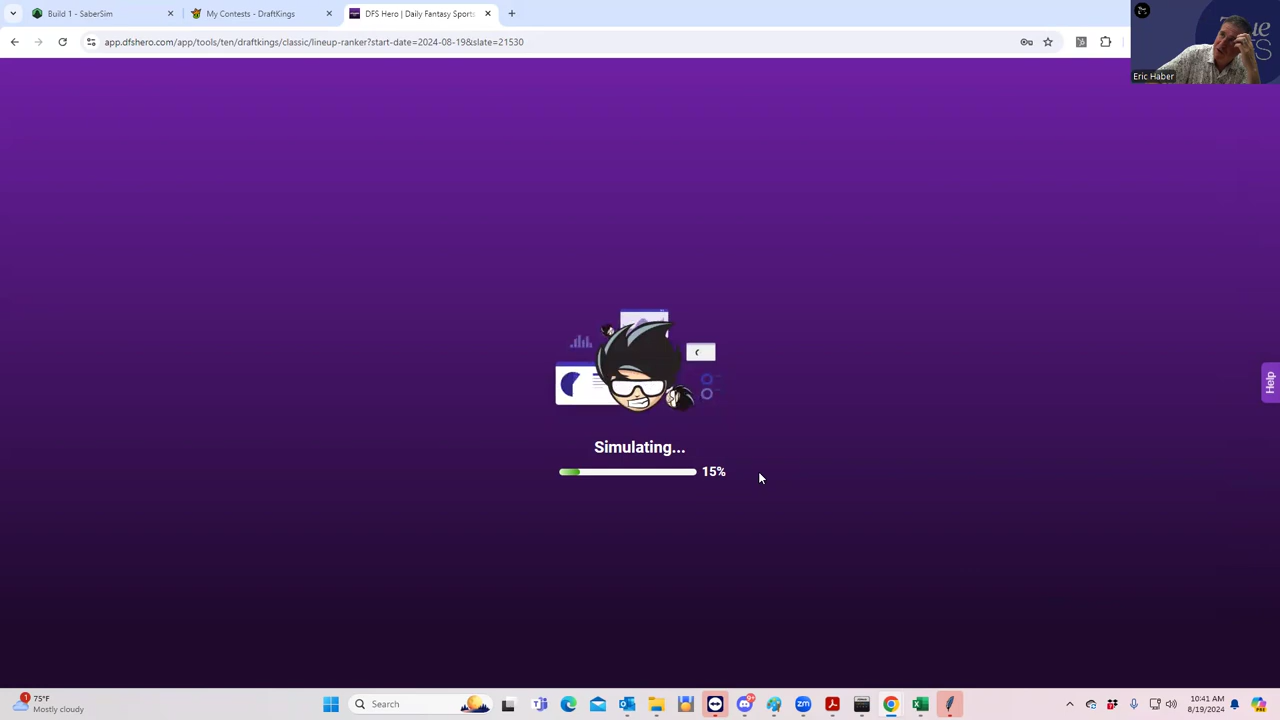 Build 1 - SaberSim
My Contests - DraftKings
DFS Hero | Daily Fantasy Sports
app.dfshero.com/app/tools/ten/draftkings/classic/lineup-ranker?start-date=2024-08-19&slate=21530
Eric Haber
Help
Simulating...
15%
1
75°F
Mostly cloudy
Search
9+
10:41 AM
8/19/2024